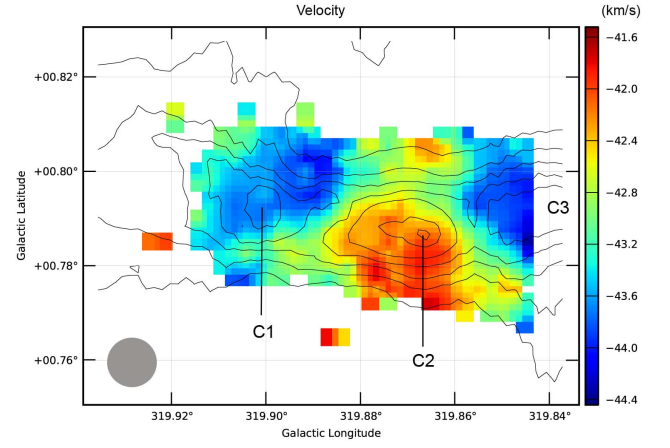 Velocity
(km/s)
+00.82°
+00.80°
+00.78°
+00.76°
Galactic Latitude
C1
C2
C3
319.92°
319.90°
319.88°
319.86°
319.84°
Galactic Longitude
−41.6
−42.0
−42.4
−42.8
−43.2
−43.6
−44.0
−44.4